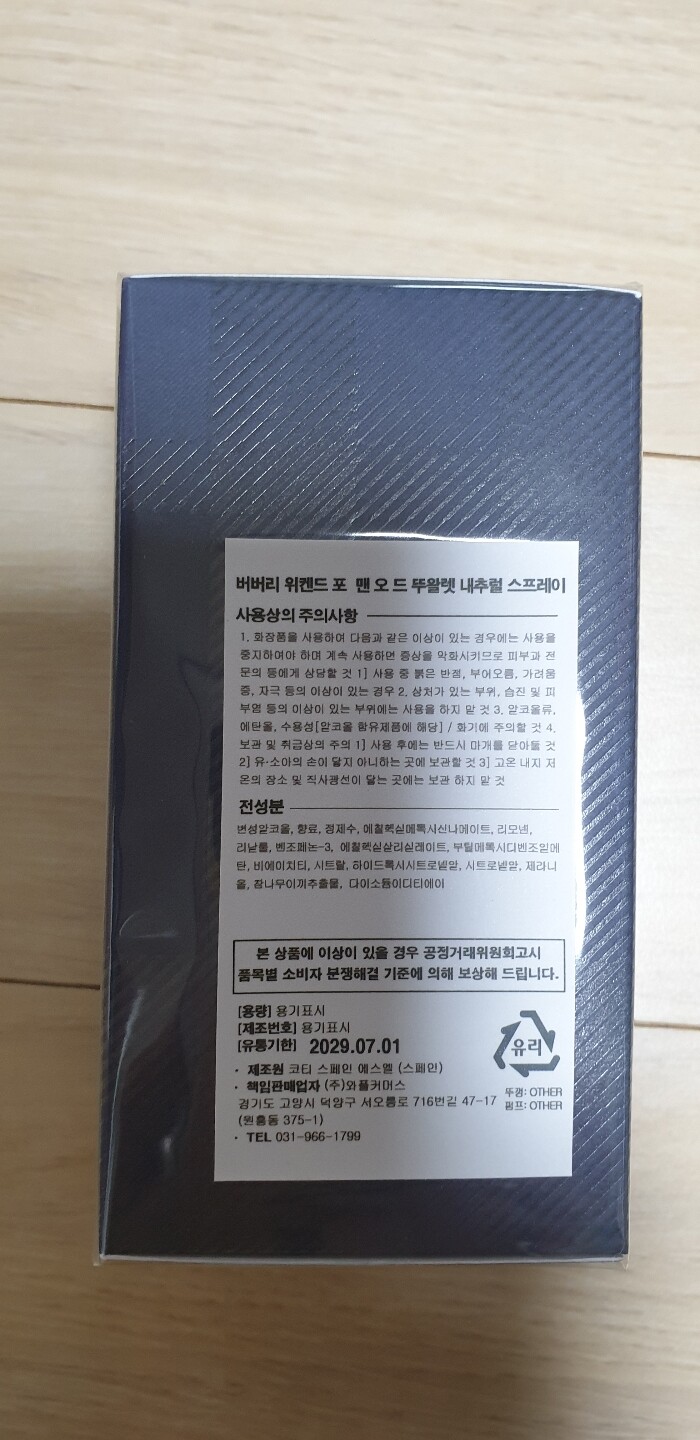 버버리 위켄드 포 맨 오 드 뚜왈렛 내추럴 스프레이
사용상의 주의사항
1. 화장품을 사용하여 다음과 같은 이상이 있는 경우에는 사용을
중지하여야 하며 계속 사용하면 증상을 악화시키므로 피부과 전
문의 등에게 상담할 것 1] 사용 중 붉은 반점, 부어오름, 가려움
증, 자극 등의 이상이 있는 경우 2. 상처가 있는 부위, 습진 및 피
부염 등의 이상이 있는 부위에는 사용을 하지 말 것 3. 알코올류,
에탄올, 수용성[알코올 함유제품에 해당] / 화기에 주의할 것 4.
보관 및 취급상의 주의 1] 사용 후에는 반드시 마개를 닫아둘 것
2] 유·소아의 손이 닿지 아니하는 곳에 보관할 것 3] 고온 내지 저
온의 장소 및 직사광선이 닿는 곳에는 보관 하지 말 것
전성분
변성알코올, 향료, 정제수, 에칠헥실메톡시신나메이트, 리모넨,
리날룰, 벤조페논-3, 에칠헥실살리실레이트, 부틸메톡시디벤조일메
탄, 비에이치티, 시트랄, 하이드록시시트로넬알, 시트로넬알, 제라니
올, 참나무이끼추출물, 다이소듐이디티에이
본 상품에 이상이 있을 경우 공정거래위원회고시
품목별 소비자 분쟁해결 기준에 의해 보상해 드립니다.
[용량] 용기표시
[제조번호] 용기표시
[유통기한] 2029.07.01
· 제조원 코티 스페인 에스엘 (스페인)
· 책임판매업자 (주)와플커머스
경기도 고양시 덕양구 서오릉로 716번길 47-17
(원흥동 375-1)
· TEL 031-966-1799
유리
뚜껑: OTHER
펌프: OTHER